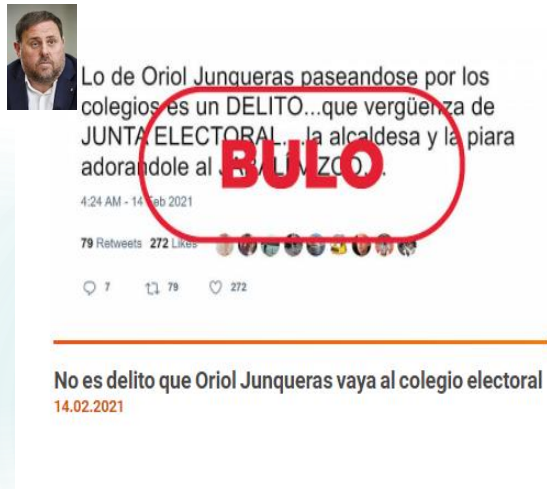 Lo de Oriol Junqueras paseandose por los
colegios es un DELITO...que vergüenza de
JUNTA ELECTORAL.....la alcaldesa y la piara
adorandole al
BULO
4:24 AM - 14 Feb 2021
79 Retweets 272 Likes
7 79 272
No es delito que Oriol Junqueras vaya al colegio electoral
14.02.2021